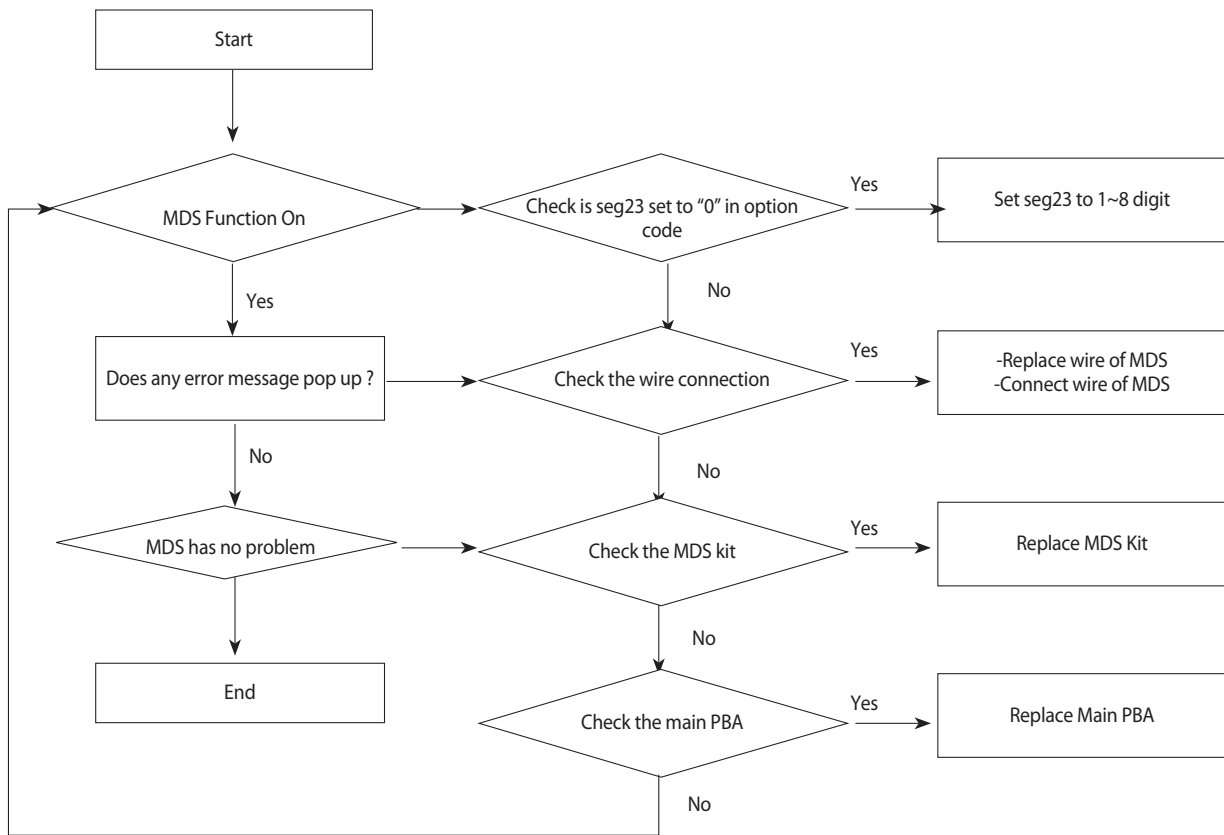 Start
MDS Function On
Check is seg23 set to “0” in option
code
Yes
Set seg23 to 1~8 digit
Yes
No
Does any error message pop up ?
Check the wire connection
Yes
-Replace wire of MDS
-Connect wire of MDS
No
No
MDS has no problem
Check the MDS kit
Yes
Replace MDS Kit
No
End
Check the main PBA
Yes
Replace Main PBA
No